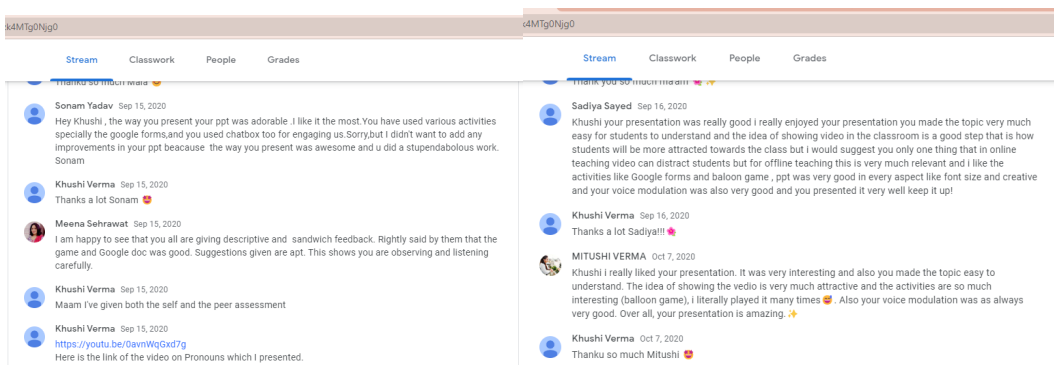 k4MTg0Njg0
Stream Classwork People Grades
Thanku so much Mala
Sonam Yadav Sep 15, 2020
Hey Khushi , the way you present your ppt was adorable .I like it the most.You have used various activities
specially the google forms,and you used chatbox too for engaging us.Sorry,but I didn't want to add any
improvements in your ppt beacause the way you present was awesome and u did a stupendabolous work.
Sonam
Khushi Verma Sep 15, 2020
Thanks a lot Sonam 🤩
Meena Sehrawat Sep 15, 2020
I am happy to see that you all are giving descriptive and sandwich feedback. Rightly said by them that the
game and Google doc was good. Suggestions given are apt. This shows you are observing and listening
carefully.
Khushi Verma Sep 15, 2020
Maam I've given both the self and the peer assessment
Khushi Verma Sep 15, 2020
https://youtu.be/0avnWqGxd7g
Here is the link of the video on Pronouns which I presented.
k4MTg0Njg0
Stream Classwork People Grades
Thank you so much ma'am 🌺 ✨
Sadiya Sayed Sep 16, 2020
Khushi your presentation was really good i really enjoyed your presentation you made the topic very much
easy for students to understand and the idea of showing video in the classroom is a good step that is how
students will be more attracted towards the class but i would suggest you only one thing that in online
teaching video can distract students but for offline teaching this is very much relevant and i like the
activities like Google forms and baloon game , ppt was very good in every aspect like font size and creative
and your voice modulation was also very good and you presented it very well keep it up!
Khushi Verma Sep 16, 2020
Thanks a lot Sadiya!!! 🌺
MITUSHI VERMA Oct 7, 2020
Khushi i really liked your presentation. It was very interesting and also you made the topic easy to
understand. The idea of showing the vedio is very much attractive and the activities are so much
interesting (balloon game), i literally played it many times 🥳 . Also your voice modulation was as always
very good. Over all, your presentation is amazing. ✨
Khushi Verma Oct 7, 2020
Thanku so much Mitushi 🤩